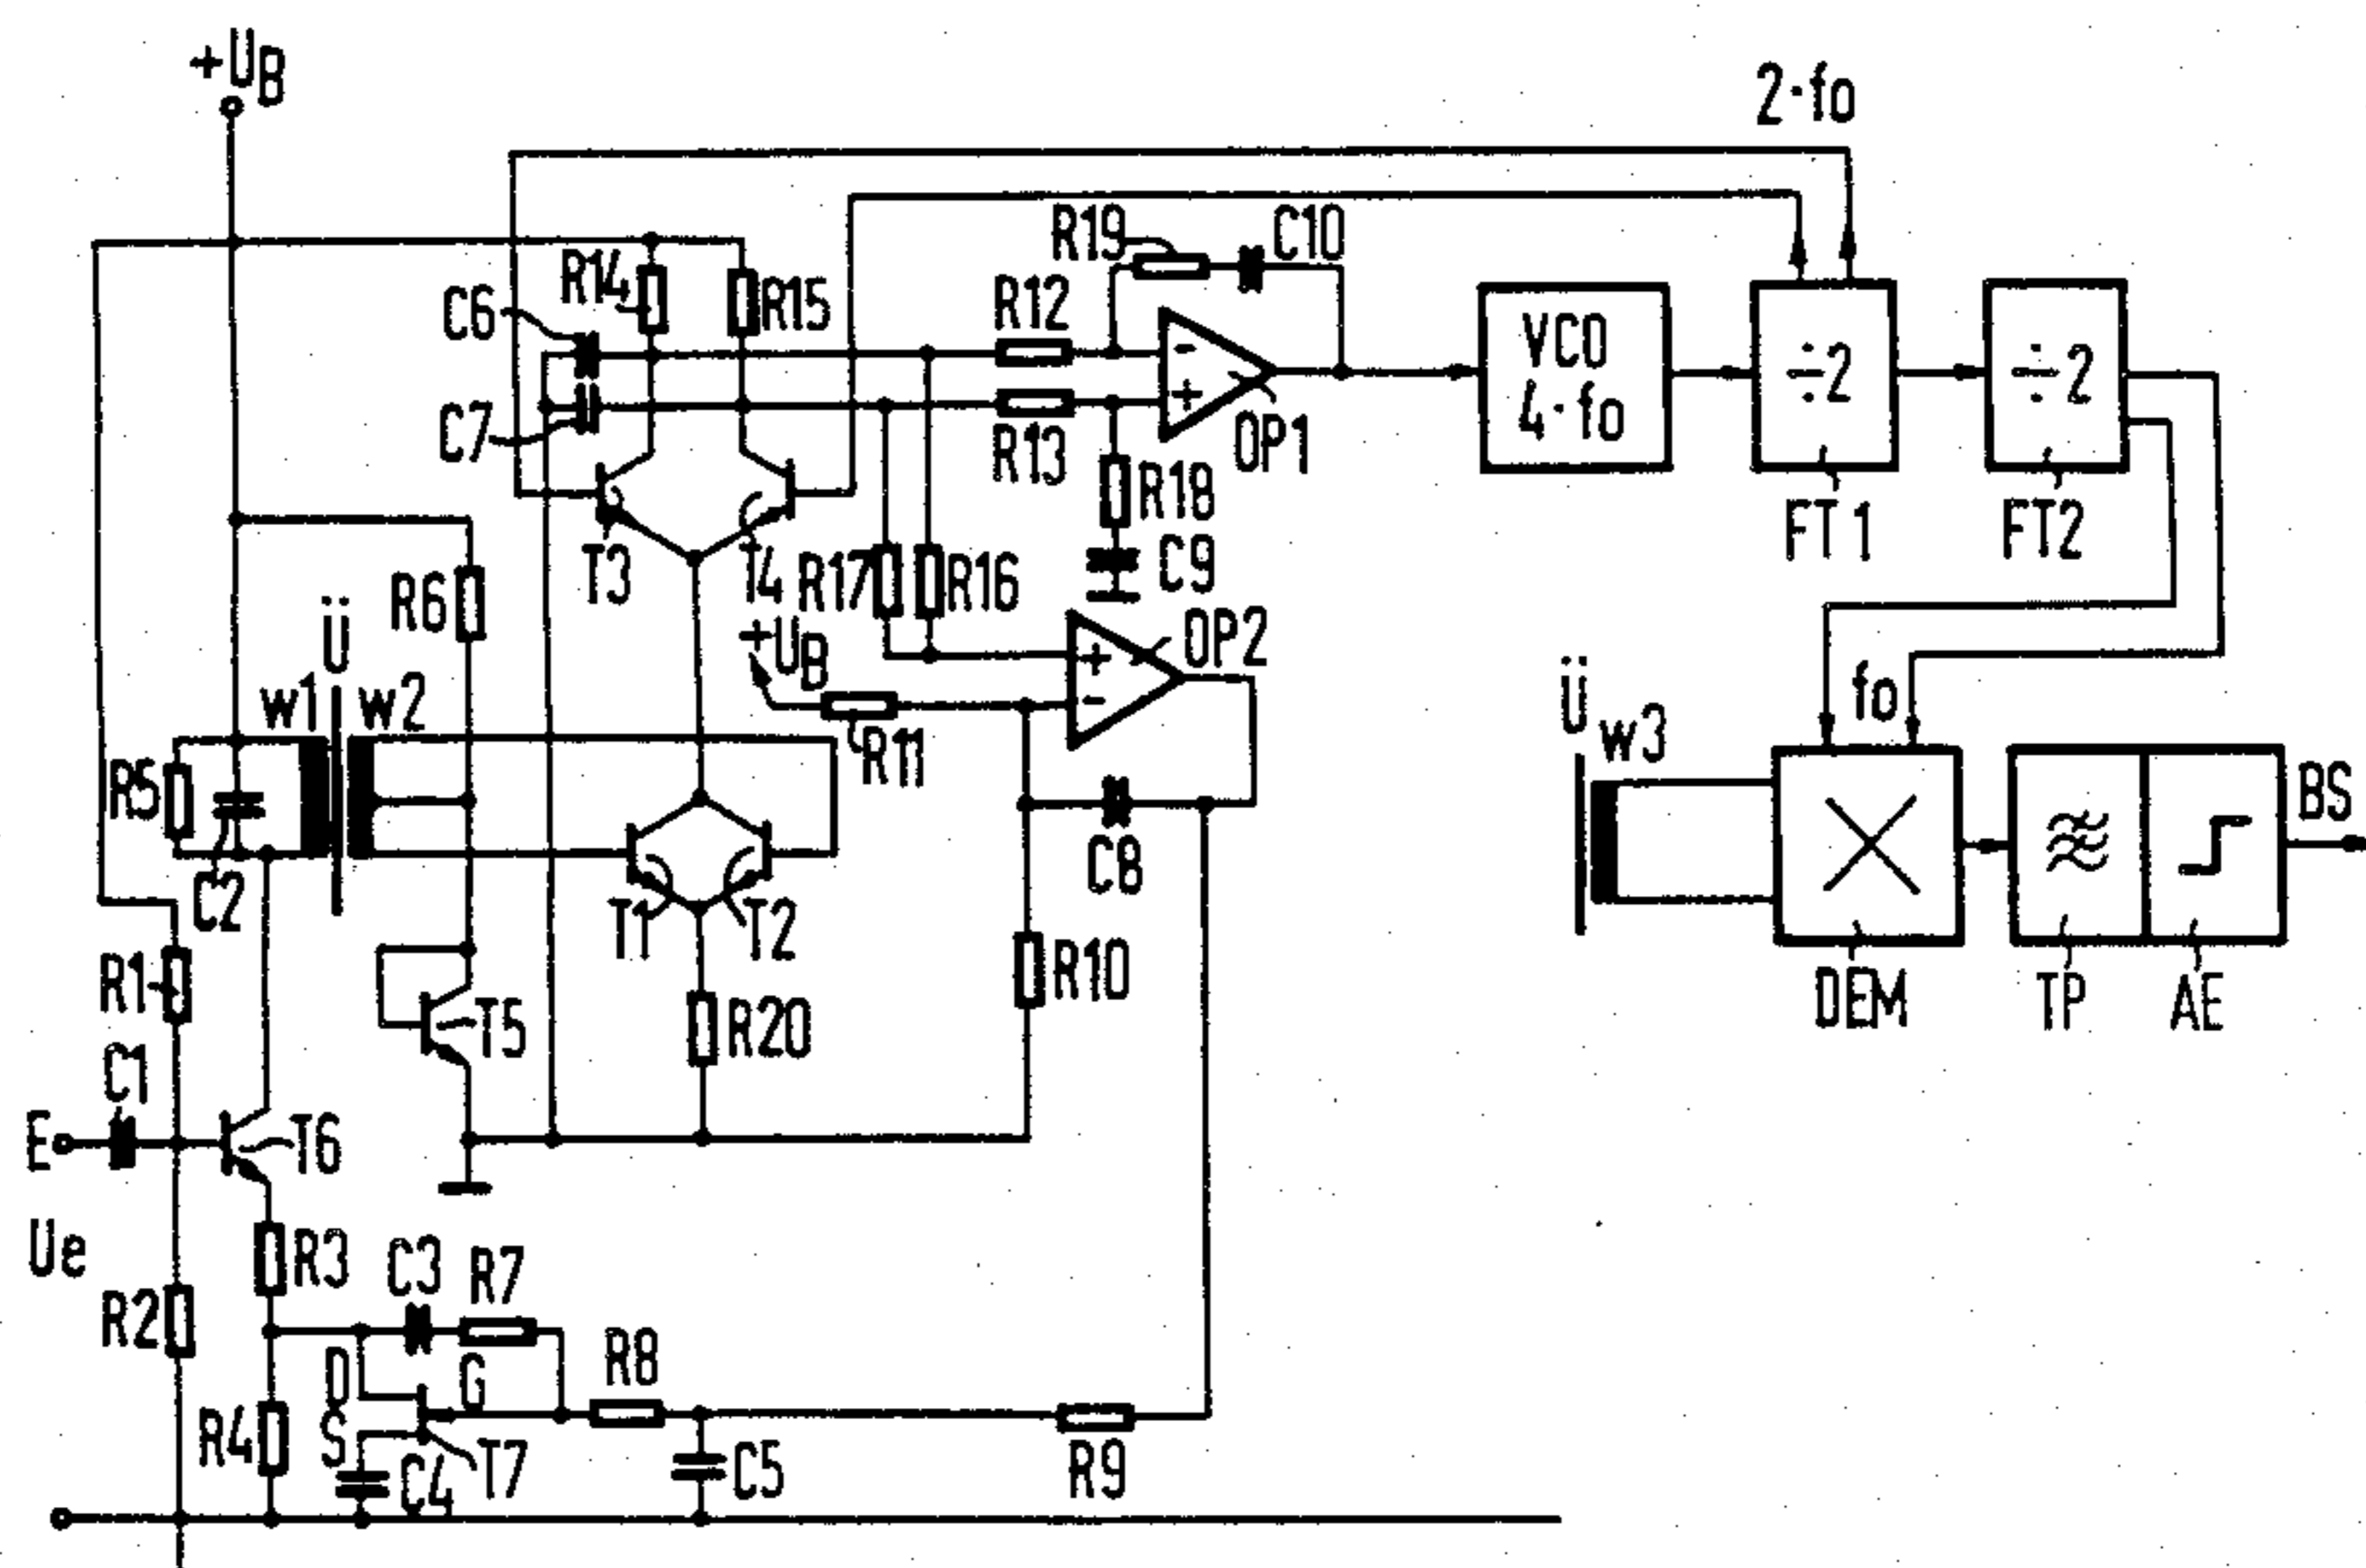 +UB
2·fo
R19
C10
R14
R15
C6
R12
VCO
4·fo
÷2
÷2
C7
R13
OP1
R18
FT1
FT2
T3
T4
R17
R16
C9
R6
+UB
OP2
Ü
w1
w2
R11
Ü
w3
fo
R5
C2
C8
BS
T1
T2
R1
R10
T5
R20
DEM
TP
AE
C1
E
T6
Ue
R3
C3
R7
R2
R8
D
G
S
R4
C4
T7
C5
R9